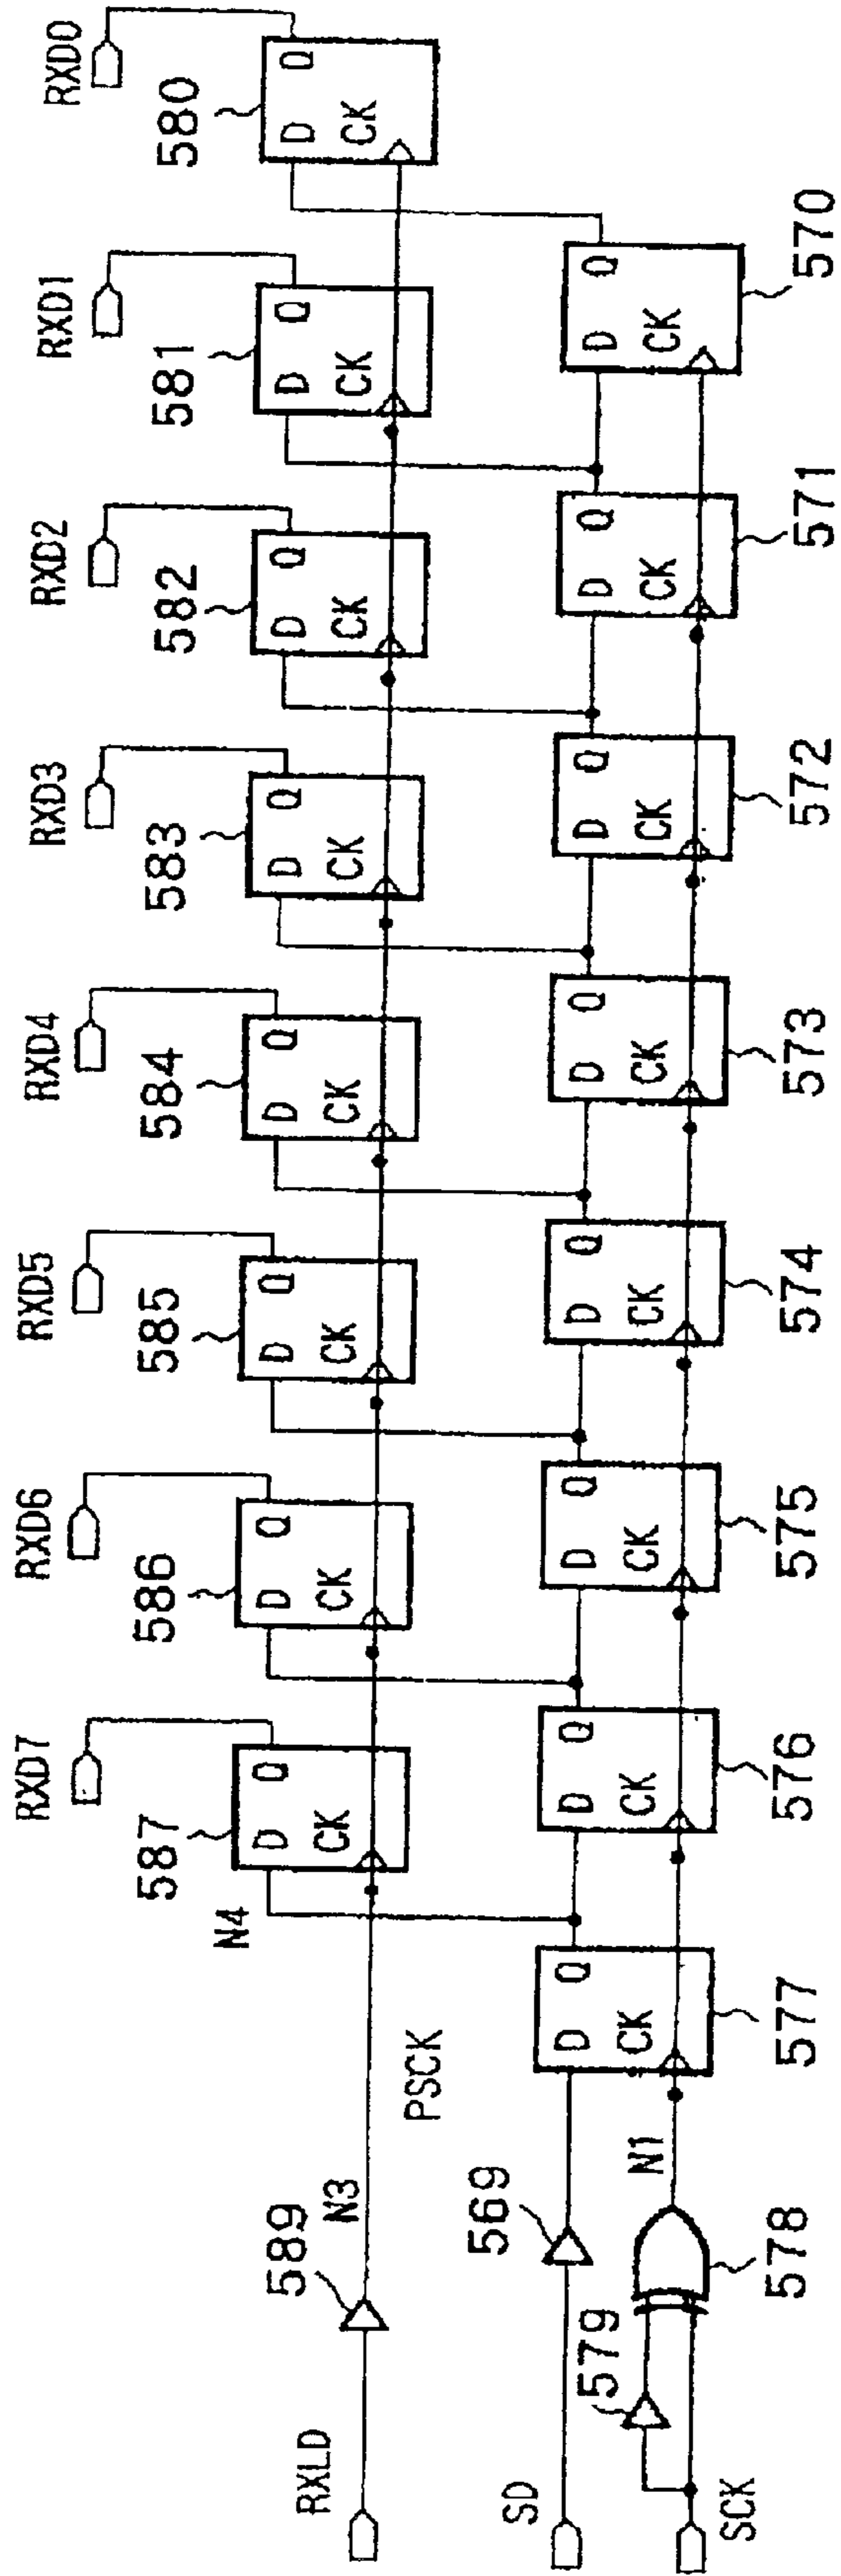 RXD7
RXD6
RXD5
RXD4
RXD3
RXD2
RXD1
RXD0
587
586
585
584
583
582
581
580
D Q
CK
D Q
CK
D Q
CK
D Q
CK
D Q
CK
D Q
CK
D Q
CK
D Q
CK
N4
RXLD
589
N3
PSCK
SD
569
SCK
579
578
N1
D Q
CK
D Q
CK
D Q
CK
D Q
CK
D Q
CK
D Q
CK
D Q
CK
D Q
CK
577
576
575
574
573
572
571
570